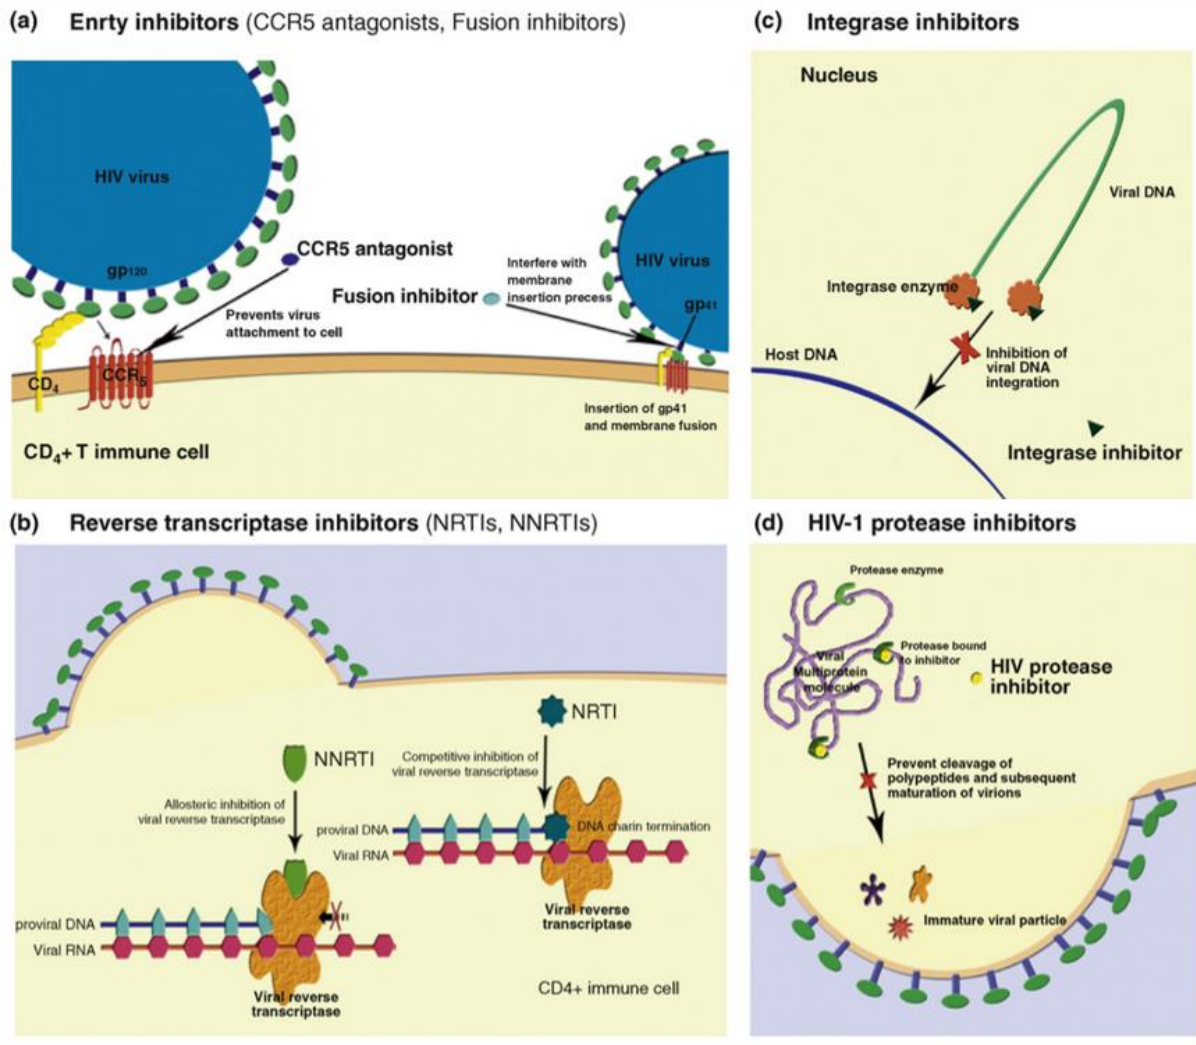 (a) Enrty inhibitors (CCR5 antagonists, Fusion inhibitors)
HIV virus
gp120
CCR5 antagonist
Fusion inhibitor
Prevents virus
attachment to cell
Interfere with
membrane
insertion precess
HIV virus
gp41
CD4
CCR5
Insertion of gp41
and membrane fusion
CD4+ T immune cell
(c) Integrase inhibitors
Nucleus
Viral DNA
Integrase enzyme
Host DNA
Inhibition of
viral DNA
integration
Integrase inhibitor
(b) Reverse transcriptase inhibitors (NRTIs, NNRTIs)
NRTI
NNRTI
Competitive inhibition of
viral reverse transcriptase
Allosteric inhibition of
viral reverse transcriptase
proviral DNA
DNA charin termination
Viral RNA
Viral reverse
transcriptase
proviral DNA
Viral RNA
Viral reverse
transcriptase
CD4+ immune cell
(d) HIV-1 protease inhibitors
Protease enzyme
Protease bound
to inhibitor
Viral
Multiprotein
molecule
HIV protease
inhibitor
Prevent cleavage of
polypeptides and subsequent
maturation of virions
Immature viral particle